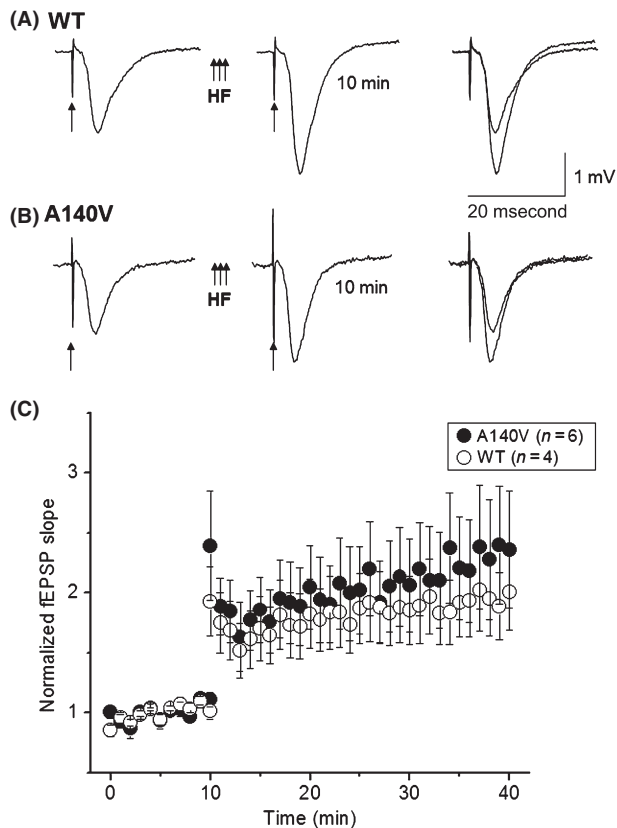 (A) WT
HF
10 min
1 mV
20 msecond
(B) A140V
HF
10 min
(C)
A140V (n = 6)
WT (n = 4)
Normalized fEPSP slope
3
2
1
0 10 20 30 40
Time (min)